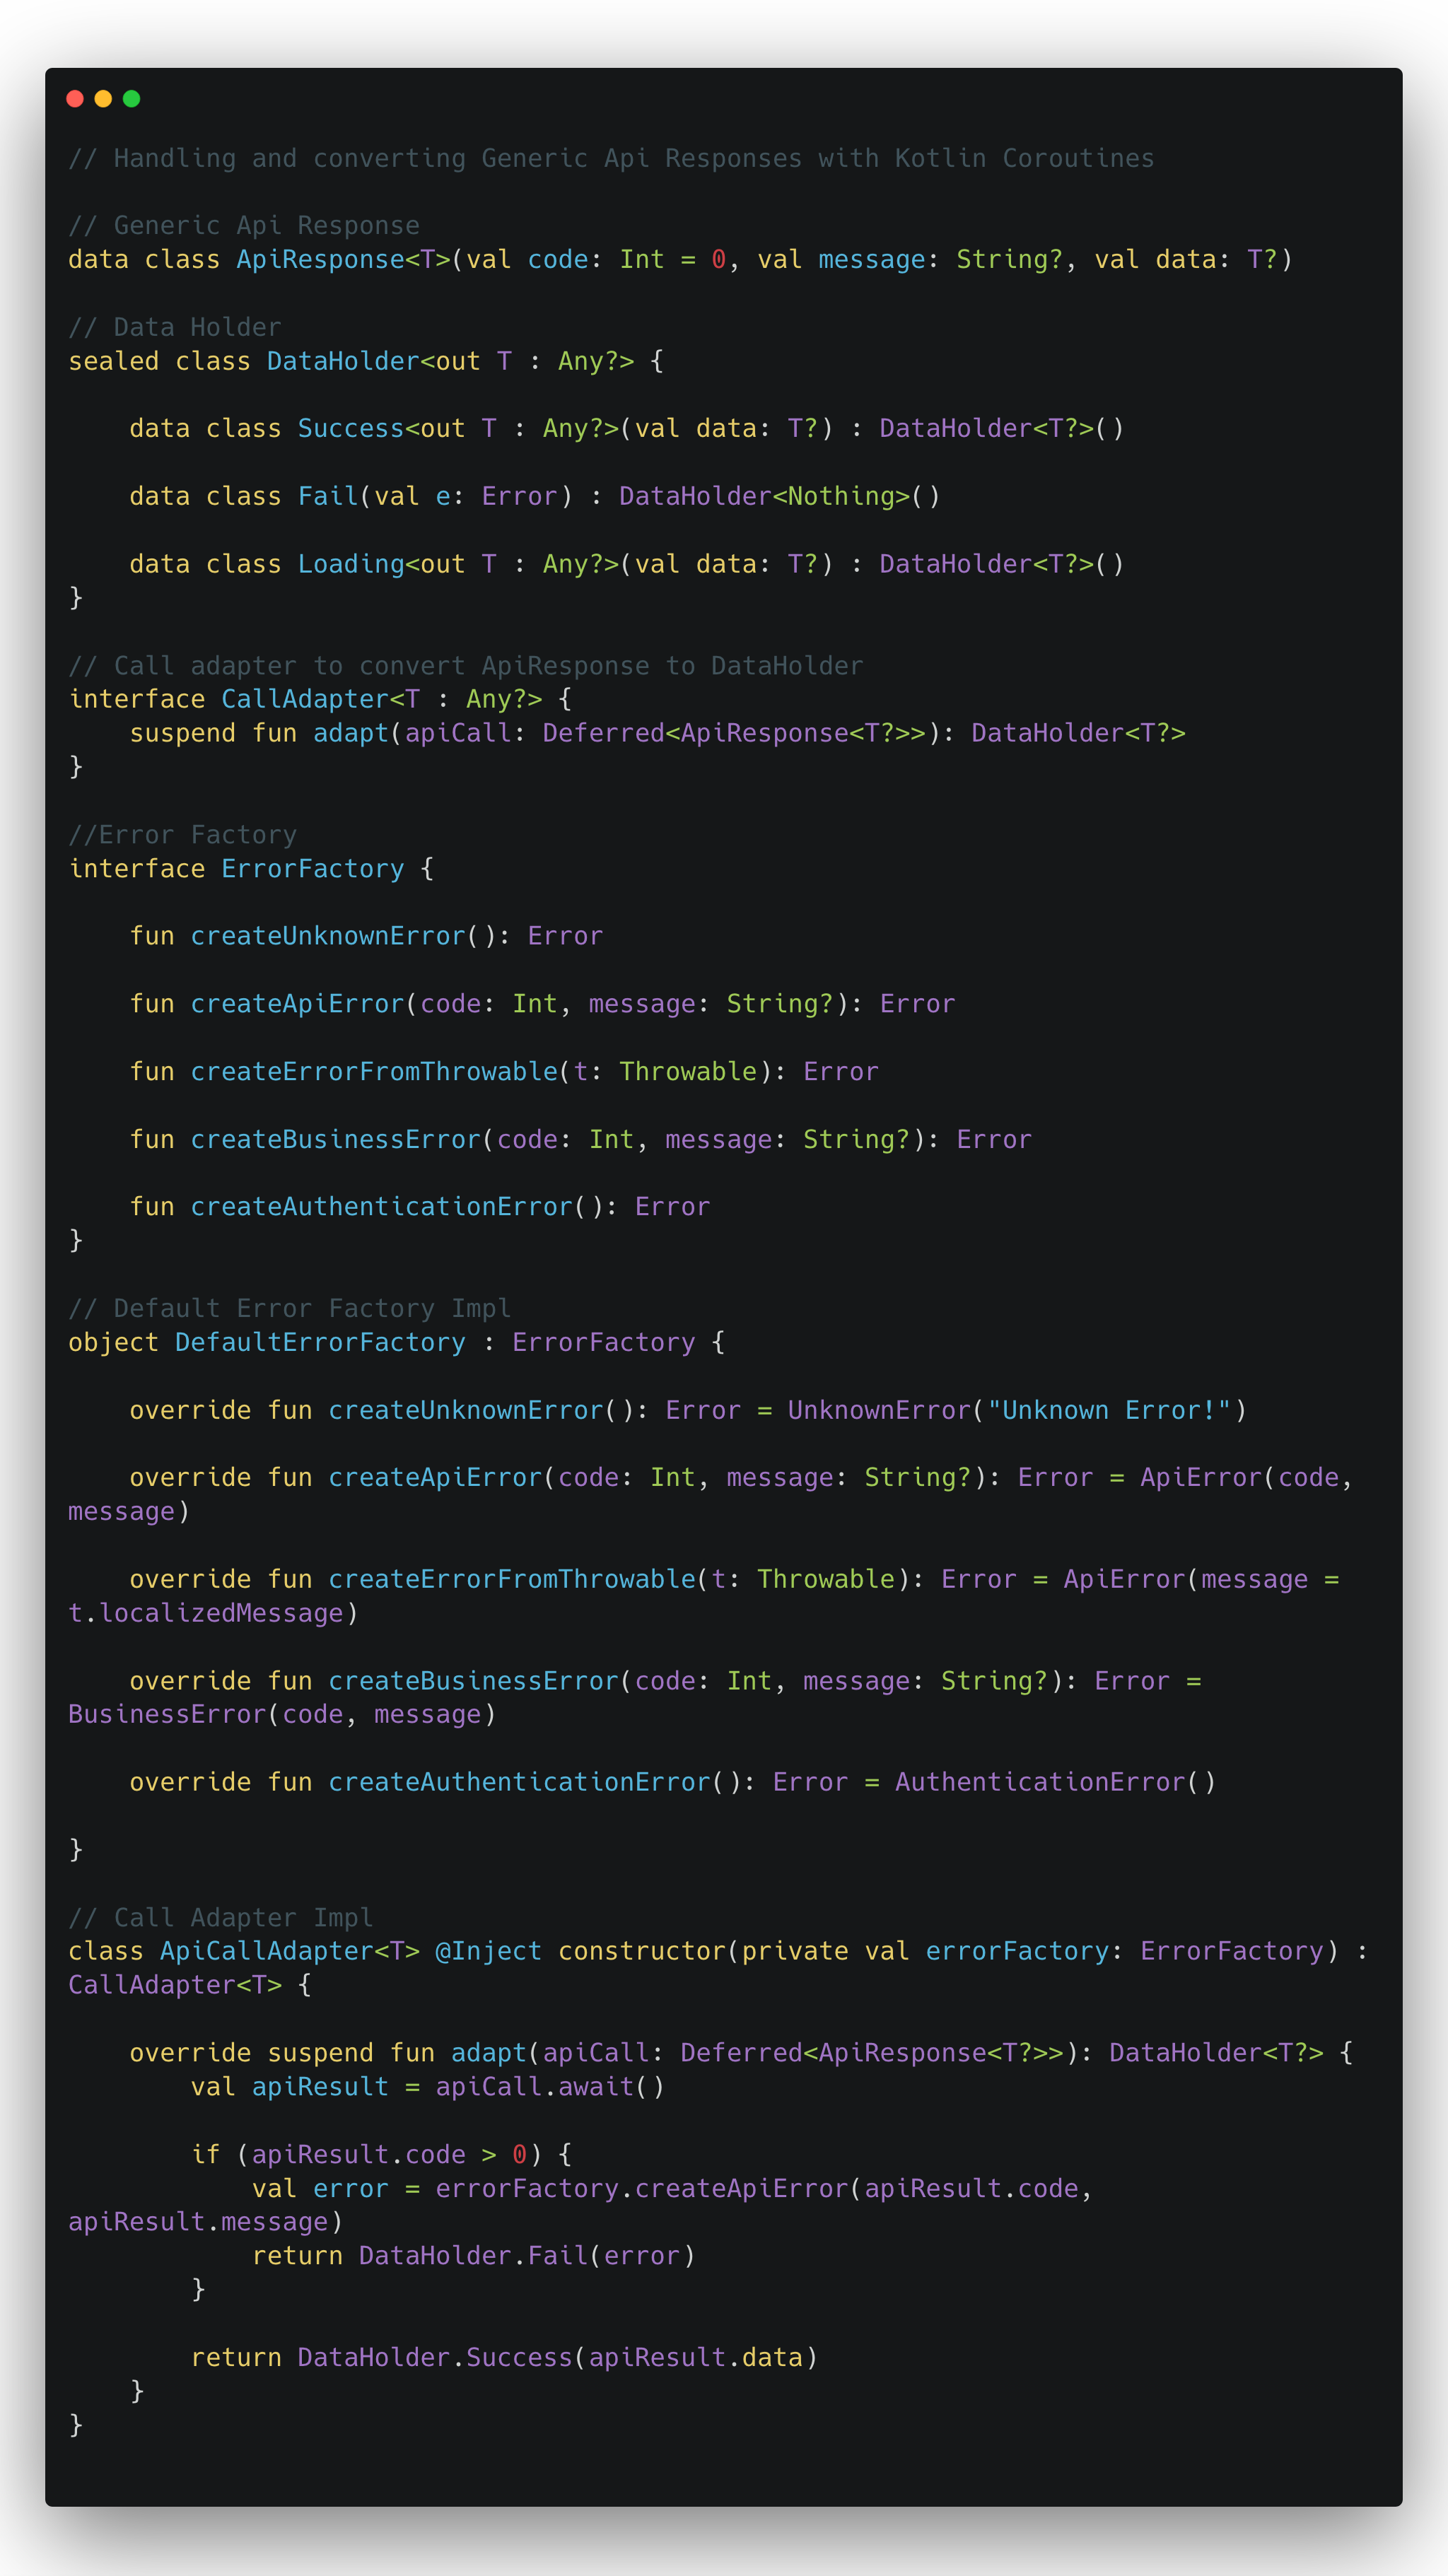 // Handling and converting Generic Api Responses with Kotlin Coroutines
// Generic Api Response
data class ApiResponse<T>(val code: Int = 0, val message: String?, val data: T?)
// Data Holder
sealed class DataHolder<out T : Any?> {
data class Success<out T : Any?>(val data: T?) : DataHolder<T?>()
data class Fail(val e: Error) : DataHolder<Nothing>()
data class Loading<out T : Any?>(val data: T?) : DataHolder<T?>()
}
// Call adapter to convert ApiResponse to DataHolder
interface CallAdapter<T : Any?> {
suspend fun adapt(apiCall: Deferred<ApiResponse<T?>>): DataHolder<T?>
}
//Error Factory
interface ErrorFactory {
fun createUnknownError(): Error
fun createApiError(code: Int, message: String?): Error
fun createErrorFromThrowable(t: Throwable): Error
fun createBusinessError(code: Int, message: String?): Error
fun createAuthenticationError(): Error
}
// Default Error Factory Impl
object DefaultErrorFactory : ErrorFactory {
override fun createUnknownError(): Error = UnknownError("Unknown Error!")
override fun createApiError(code: Int, message: String?): Error = ApiError(code,
message)
override fun createErrorFromThrowable(t: Throwable): Error = ApiError(message =
t.localizedMessage)
override fun createBusinessError(code: Int, message: String?): Error =
BusinessError(code, message)
override fun createAuthenticationError(): Error = AuthenticationError()
}
// Call Adapter Impl
class ApiCallAdapter<T> @Inject constructor(private val errorFactory: ErrorFactory) :
CallAdapter<T> {
override suspend fun adapt(apiCall: Deferred<ApiResponse<T?>>): DataHolder<T?> {
val apiResult = apiCall.await()
if (apiResult.code > 0) {
val error = errorFactory.createApiError(apiResult.code,
apiResult.message)
return DataHolder.Fail(error)
}
return DataHolder.Success(apiResult.data)
}
}